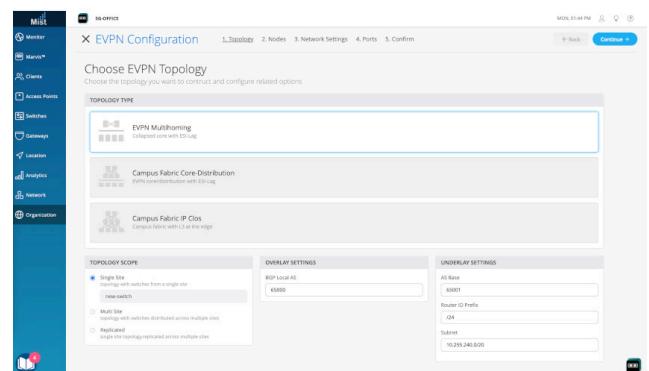 Mist
SG-OFFICE
MON, 01:44 PM
EVPN Configuration
1. Topology
2. Nodes
3. Network Settings
4. Ports
5. Confirm
Back
Continue
Monitor
Marvis™
Clients
Access Points
Switches
Gateways
Location
Analytics
Network
Organization
Choose EVPN Topology
Choose the topology you want to contruct and configure related options
TOPOLOGY TYPE
EVPN Multihoming
Collapsed core with ESI-Lag
Campus Fabric Core-Distribution
EVPN core/distribution with ESI-Lag
Campus Fabric IP Clos
Campus fabric with L3 at the edge
TOPOLOGY SCOPE
Single Site
topology with switches from a single site
new-switch
Multi Site
topology with switches distributed across multiple sites
Replicated
single site topology replicated across multiple sites
OVERLAY SETTINGS
BGP Local AS
65000
UNDERLAY SETTINGS
AS Base
65001
Router ID Prefix
/24
Subnet
10.255.240.0/20